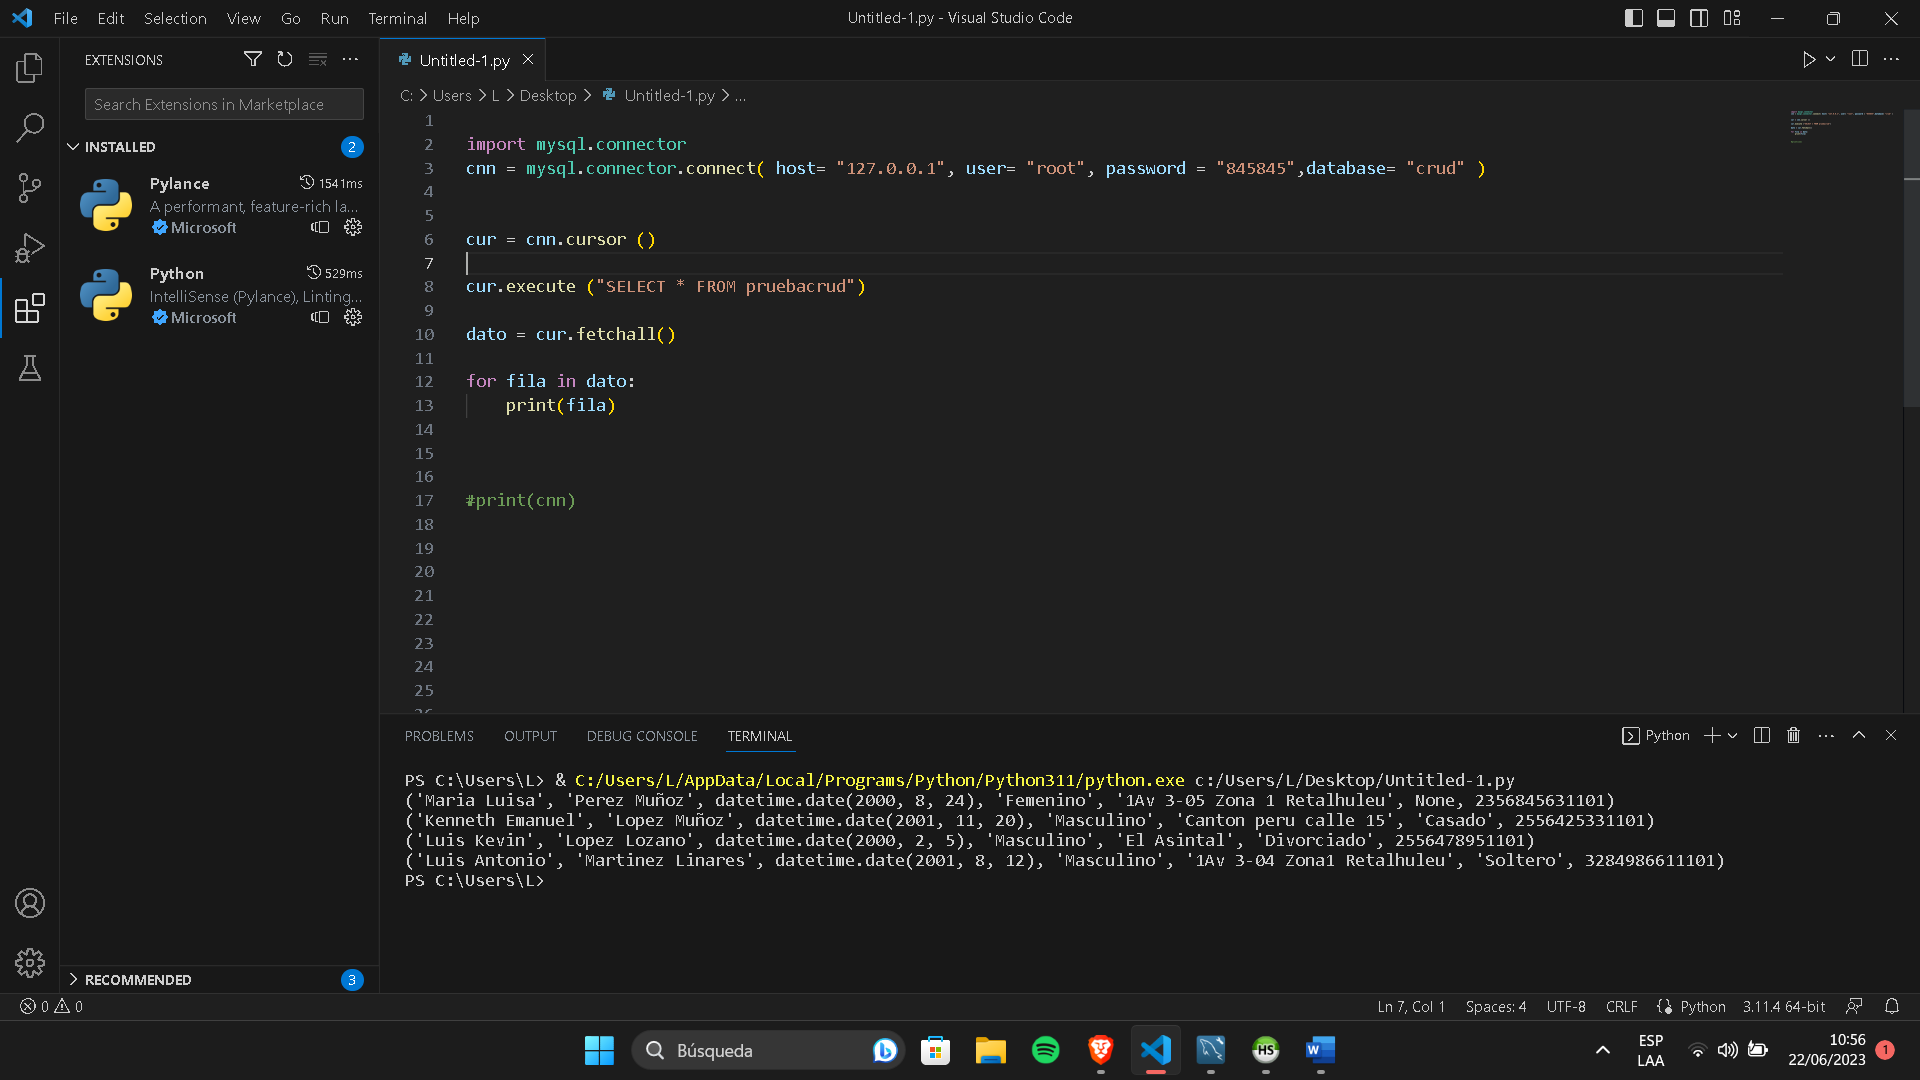 File Edit Selection View Go Run Terminal Help
Untitled-1.py - Visual Studio Code
EXTENSIONS
Search Extensions in Marketplace
INSTALLED 2
Pylance 1541ms
A performant, feature-rich la...
Microsoft
Python 529ms
IntelliSense (Pylance), Linting...
Microsoft
RECOMMENDED 3
Untitled-1.py
C: > Users > L > Desktop > Untitled-1.py > ...
1
2 import mysql.connector
3 cnn = mysql.connector.connect( host= "127.0.0.1", user= "root", password = "845845",database= "crud" )
4
5
6 cur = cnn.cursor ()
7
8 cur.execute ("SELECT * FROM pruebacrud")
9
10 dato = cur.fetchall()
11
12 for fila in dato:
13     print(fila)
14
15
16
17 #print(cnn)
18
19
20
21
22
23
24
25
PROBLEMS OUTPUT DEBUG CONSOLE TERMINAL
Python
PS C:\Users\L> & C:/Users/L/AppData/Local/Programs/Python/Python311/python.exe c:/Users/L/Desktop/Untitled-1.py
('Maria Luisa', 'Perez Muñoz', datetime.date(2000, 8, 24), 'Femenino', '1Av 3-05 Zona 1 Retalhuleu', None, 2356845631101)
('Kenneth Emanuel', 'Lopez Muñoz', datetime.date(2001, 11, 20), 'Masculino', 'Canton peru calle 15', 'Casado', 2556425331101)
('Luis Kevin', 'Lopez Lozano', datetime.date(2000, 2, 5), 'Masculino', 'El Asintal', 'Divorciado', 2556478951101)
('Luis Antonio', 'Martinez Linares', datetime.date(2001, 8, 12), 'Masculino', '1Av 3-04 Zona1 Retalhuleu', 'Soltero', 3284986611101)
PS C:\Users\L>
0 0
Ln 7, Col 1 Spaces: 4 UTF-8 CRLF Python 3.11.4 64-bit
Búsqueda
HS
W
ESP
LAA
10:56
22/06/2023
1